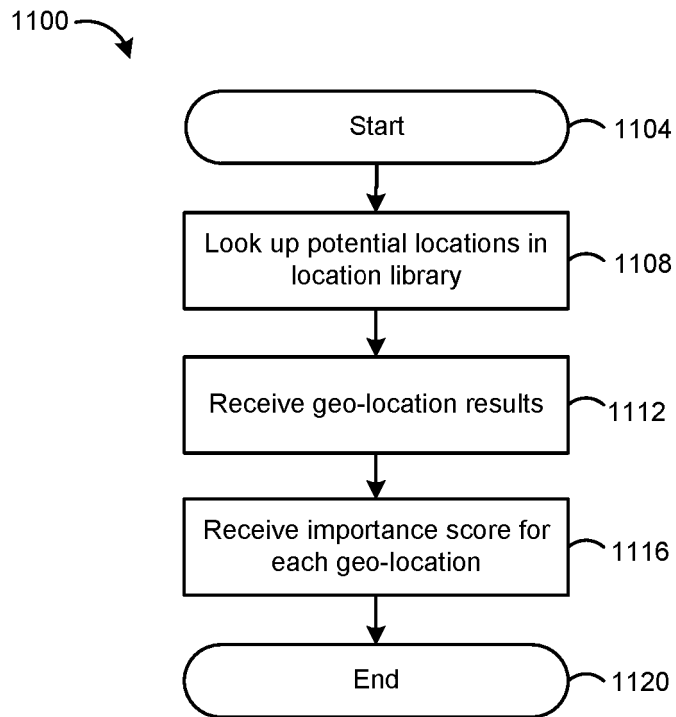 1100
Start
1104
Look up potential locations in
location library
1108
Receive geo-location results
1112
Receive importance score for
each geo-location
1116
End
1120